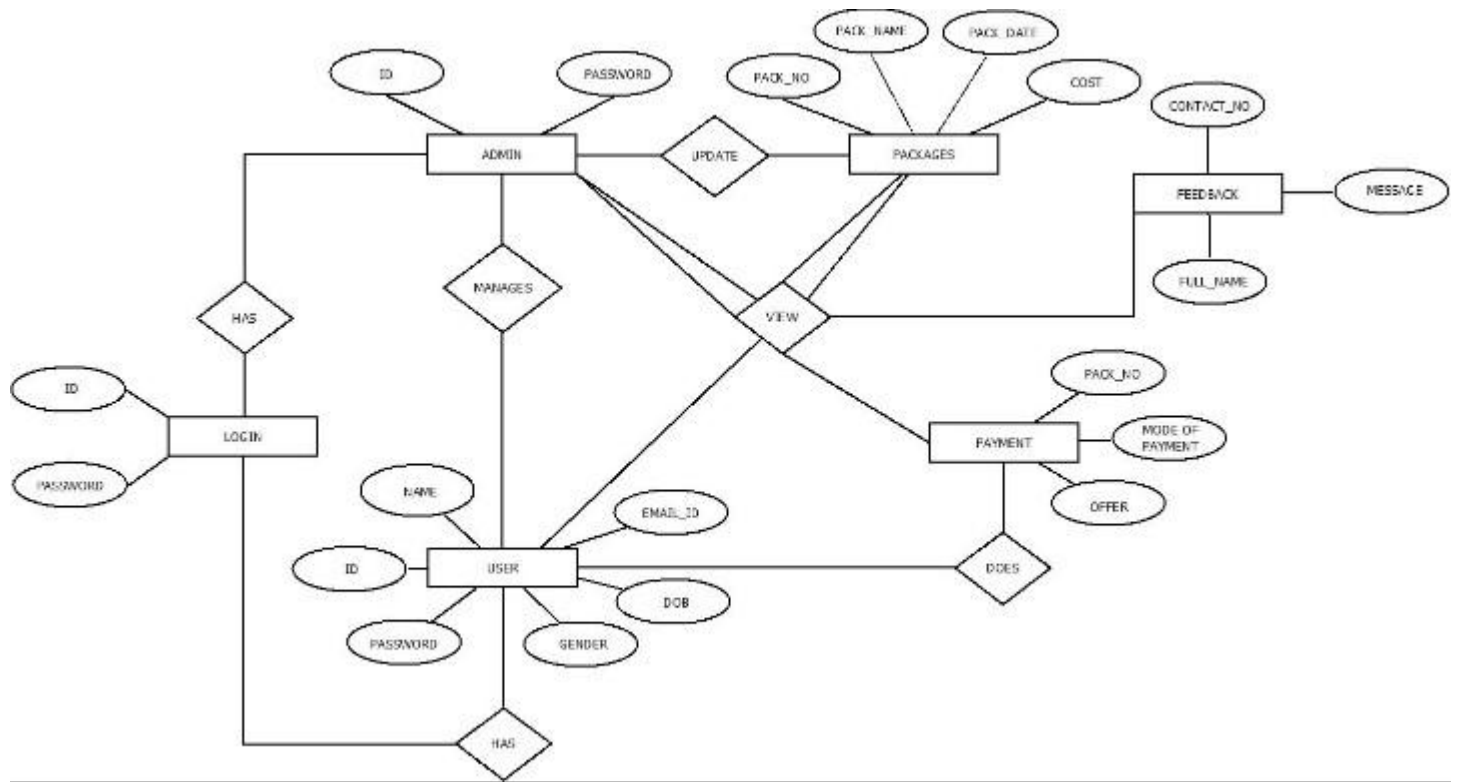 PACK_NAME
PACK_DATE
ID
PASSWORD
PACK_NO
COST
CONTACT_NO
ADMIN
UPDATE
PACKAGES
FEEDBACK
MESSAGE
MANAGES
FULL_NAME
HAS
VIEW
PACK_NO
ID
LOGIN
PAYMENT
MODE OF
PAYMENT
PASSWORD
NAME
EMAIL_ID
OFFER
ID
USER
DOES
DOB
PASSWORD
GENDER
HAS